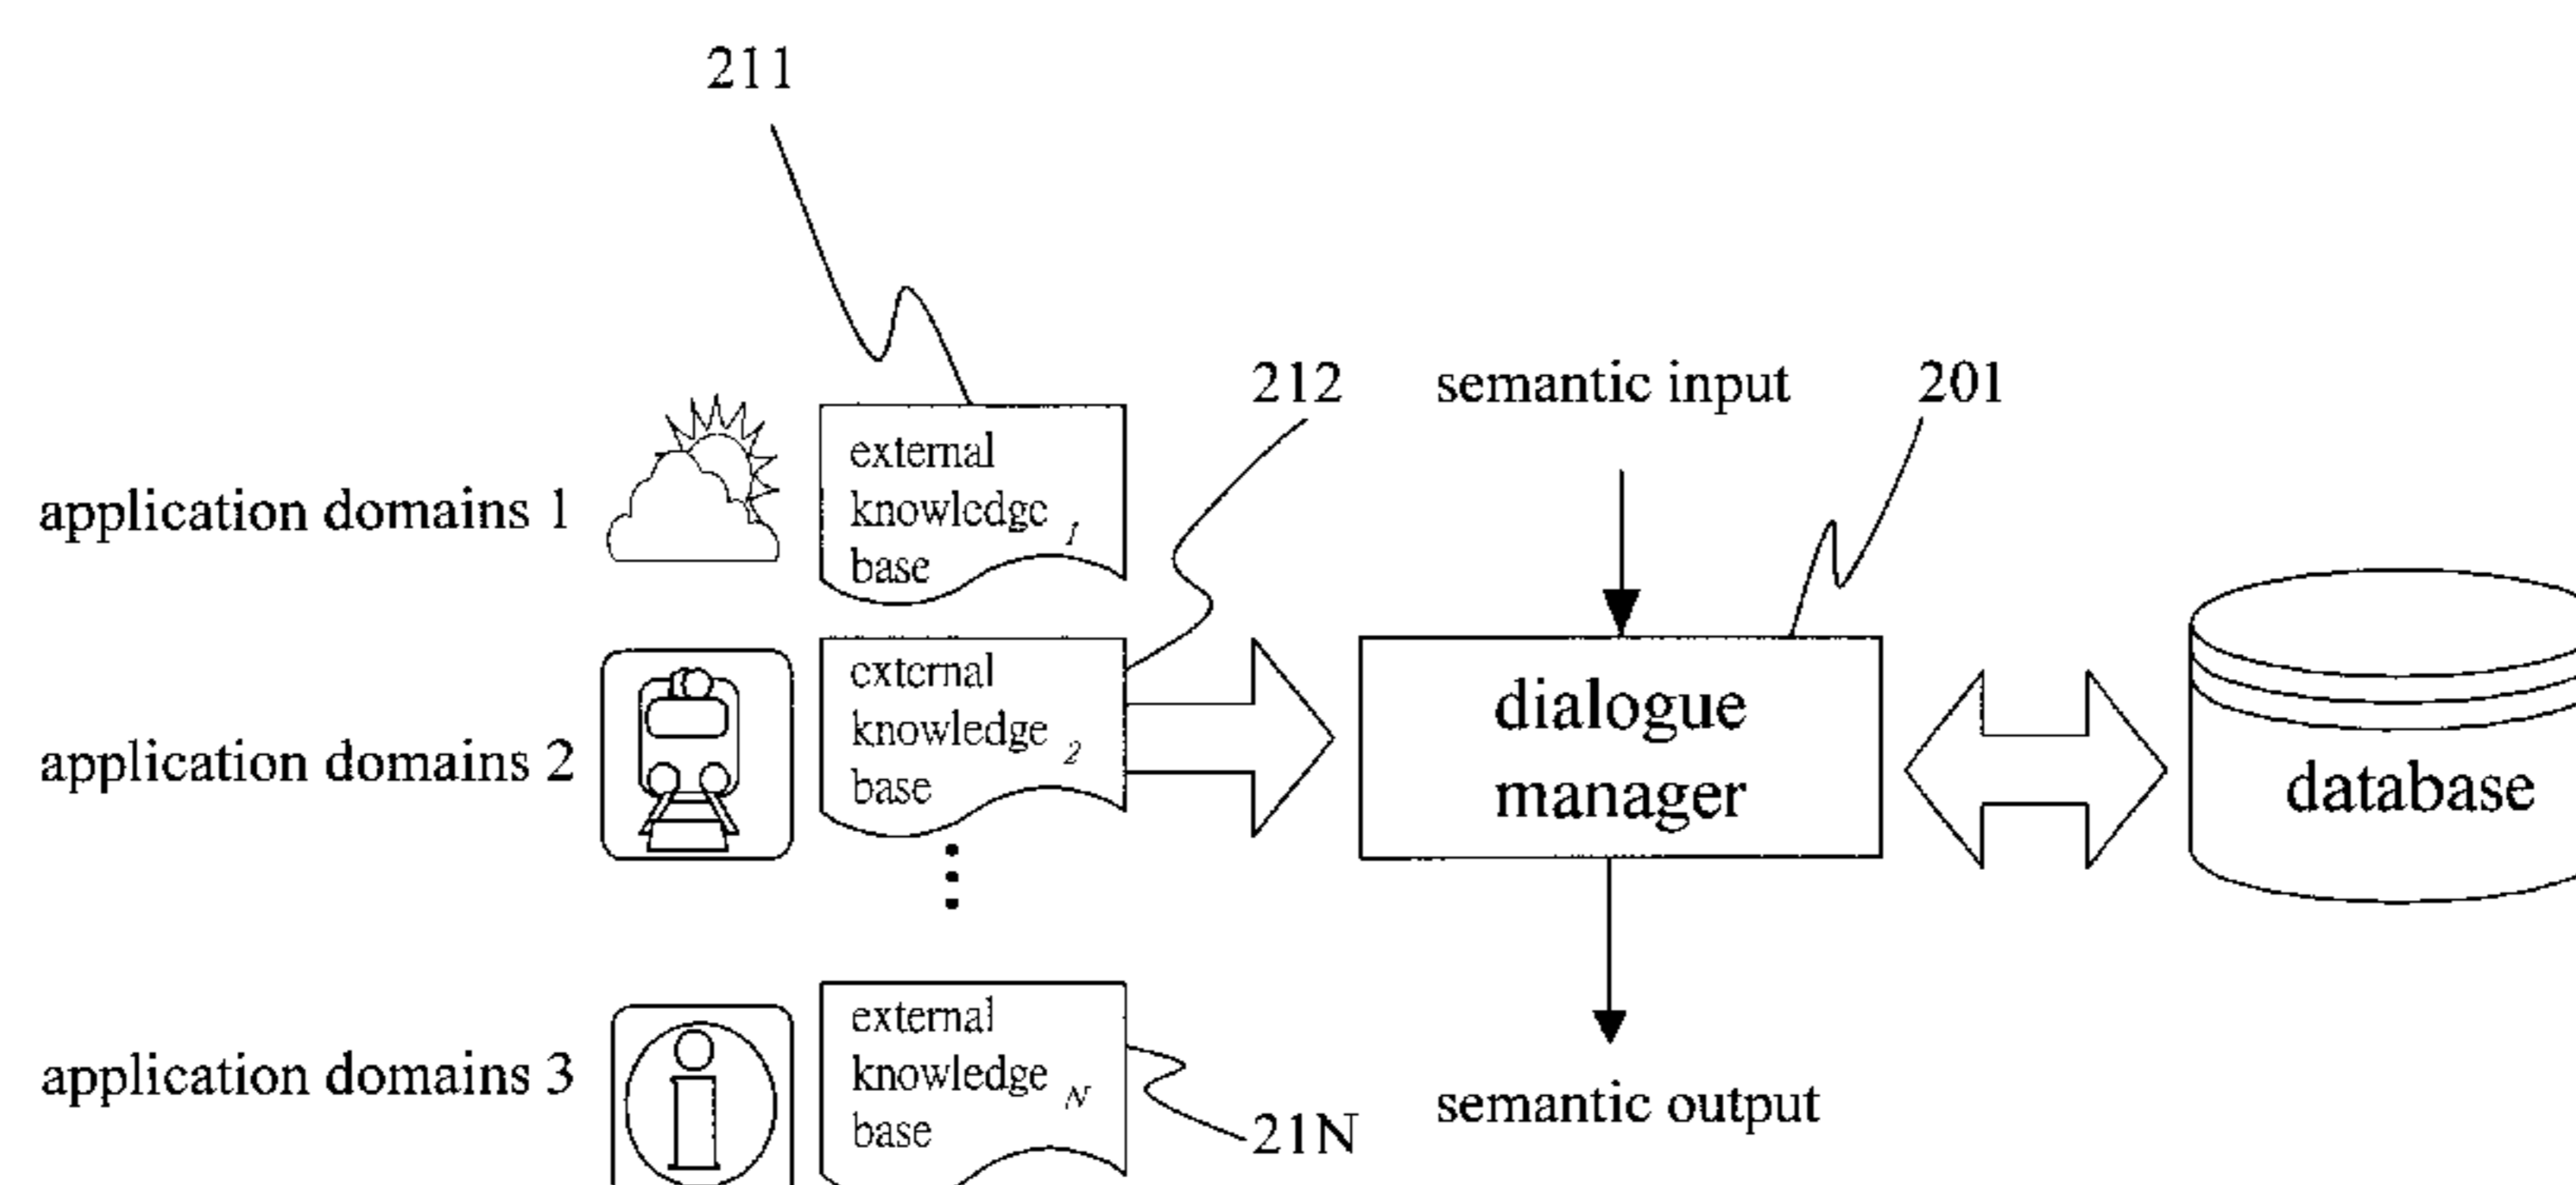 211
212
semantic input
201
application domains 1
external
knowledge 1
base
application domains 2
external
knowledge 2
base
dialogue
manager
database
application domains 3
external
knowledge N
base
21N
semantic output